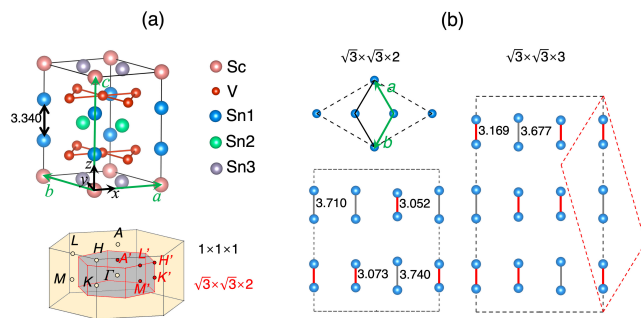 (a)
(b)
c
3.340
z
y
x
b
a
Sc
V
Sn1
Sn2
Sn3
A
L
H
A'
L'
H'
M
K
Γ
K'
M'
1×1×1
√3×√3×2
√3×√3×2
a
b
3.710
3.052
3.073
3.740
√3×√3×3
3.169
3.677